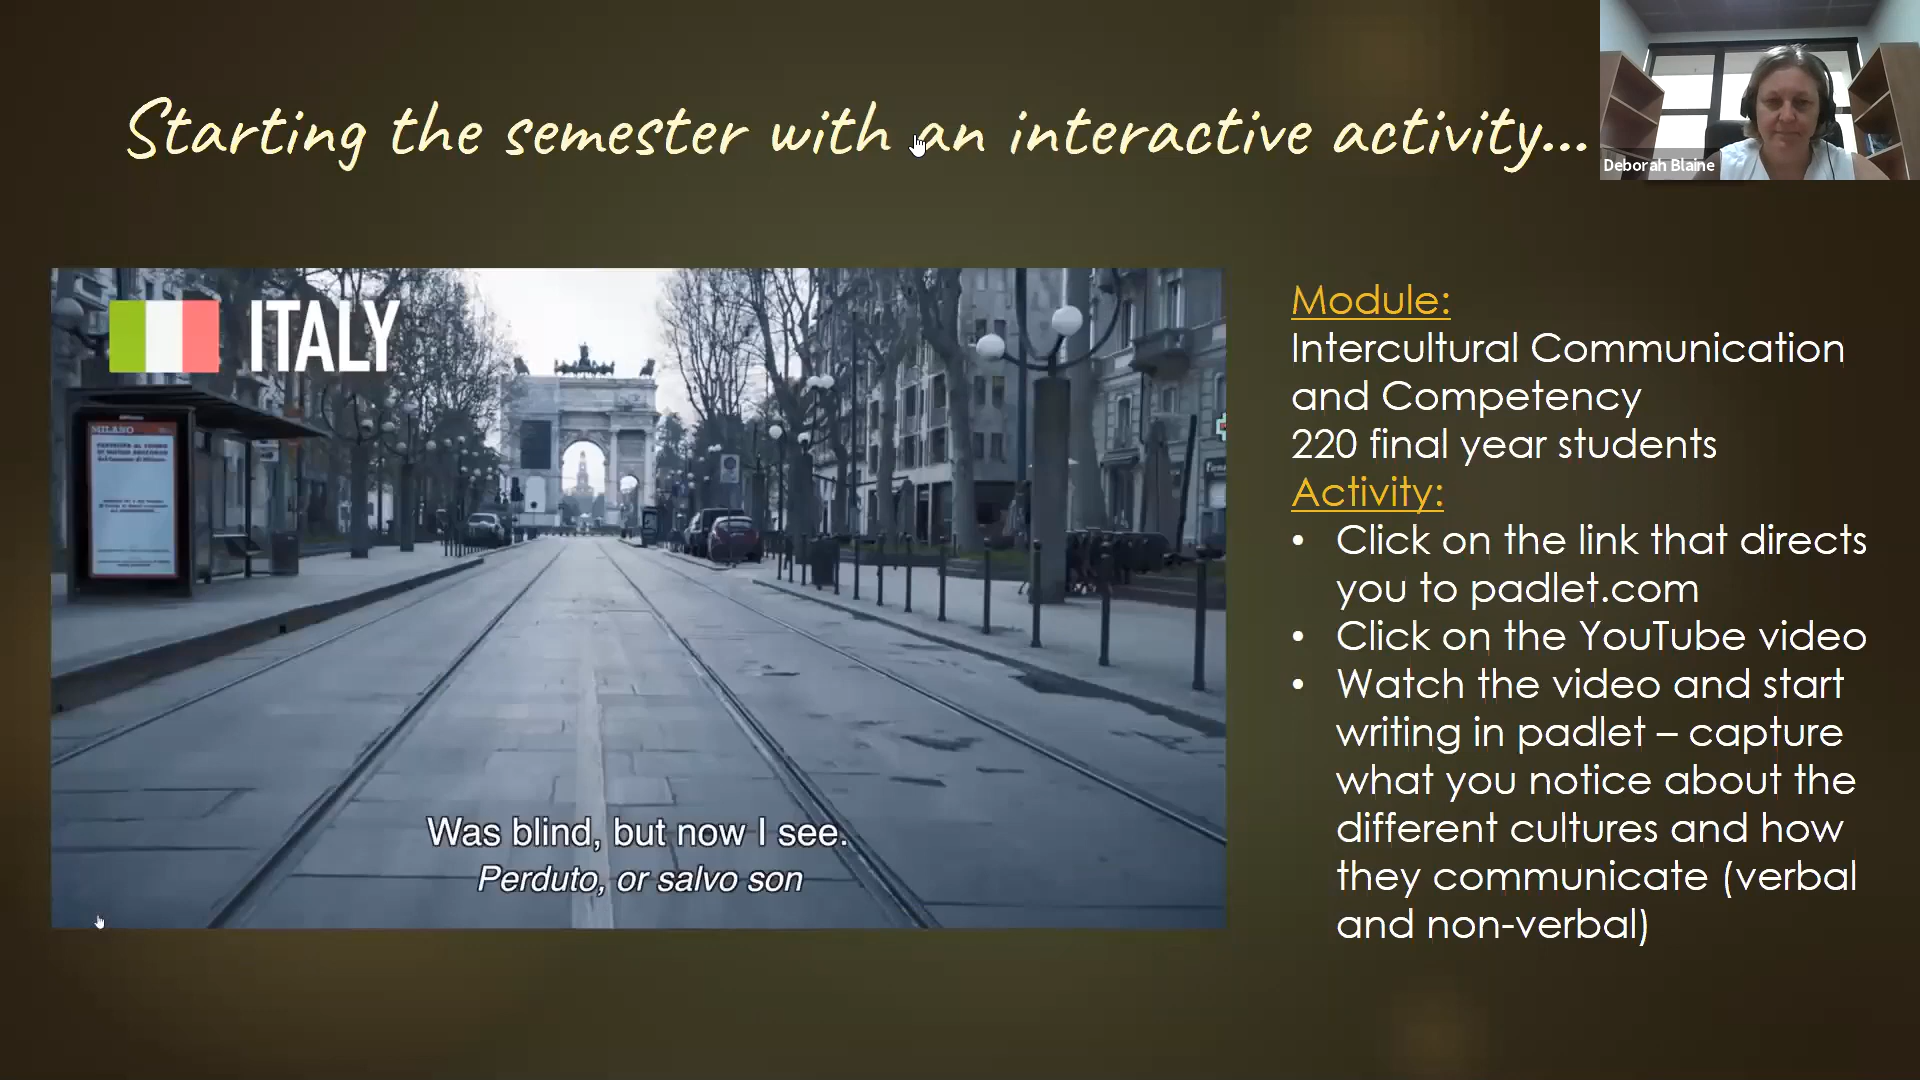 Starting the semester with an interactive activity...
Deborah Blaine
ITALY
MILANO
Was blind, but now I see.
Perduto, or salvo son
Module:
Intercultural Communication
and Competency
220 final year students
Activity:
• Click on the link that directs
you to padlet.com
• Click on the YouTube video
• Watch the video and start
writing in padlet – capture
what you notice about the
different cultures and how
they communicate (verbal
and non-verbal)